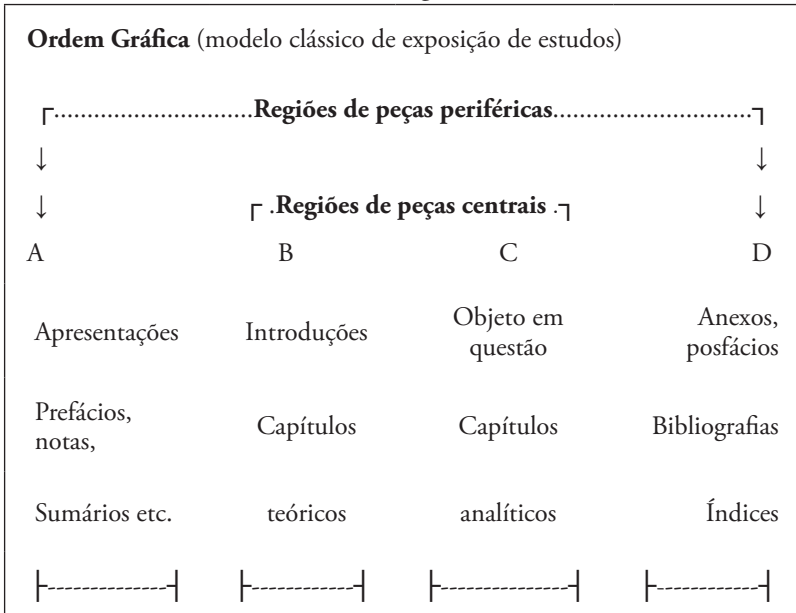 Ordem Gráfica (modelo clássico de exposição de estudos)
┌..............................Regiões de peças periféricas..............................┐
↓ ↓
↓ ┌ .Regiões de peças centrais .┐ ↓
A B C D
Apresentações Introduções Objeto em questão Anexos, posfácios
Prefácios, notas, Capítulos Capítulos Bibliografias
Sumários etc. teóricos analíticos Índices
├--------------┤ ├------------┤ ├---------------┤ ├------------┤